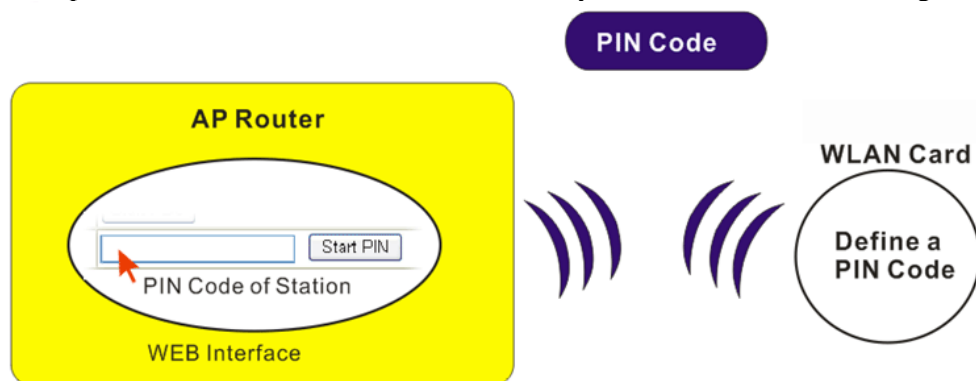 PIN Code
AP Router
Start PIN
PIN Code of Station
WEB Interface
WLAN Card
Define a
PIN Code